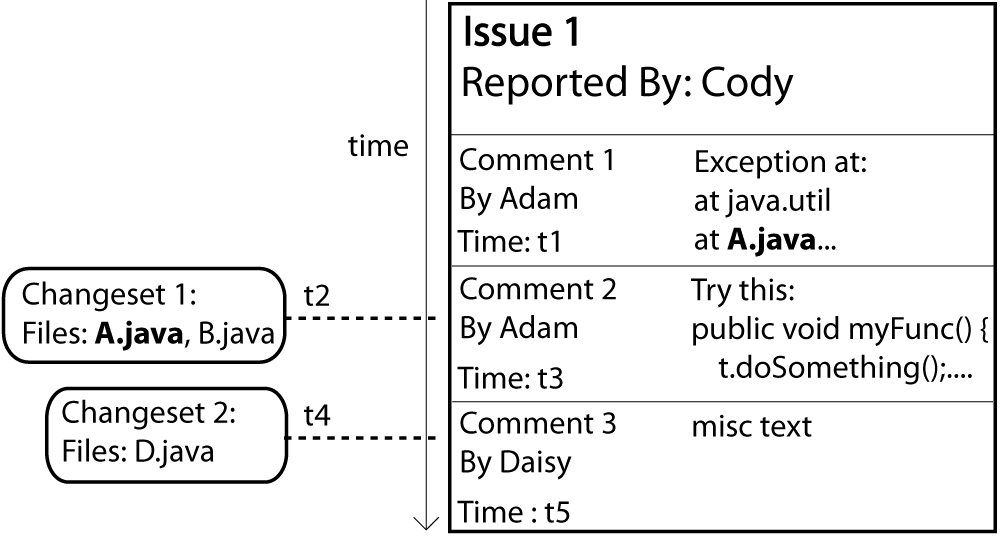 Issue 1
Reported By: Cody
time
Comment 1
By Adam
Time: t1
Exception at:
at java.util
at A.java...
Changeset 1:
Files: A.java, B.java
t2
Comment 2
By Adam
Time: t3
Try this:
public void myFunc() {
t.doSomething();....
Changeset 2:
Files: D.java
t4
Comment 3
By Daisy
Time : t5
misc text